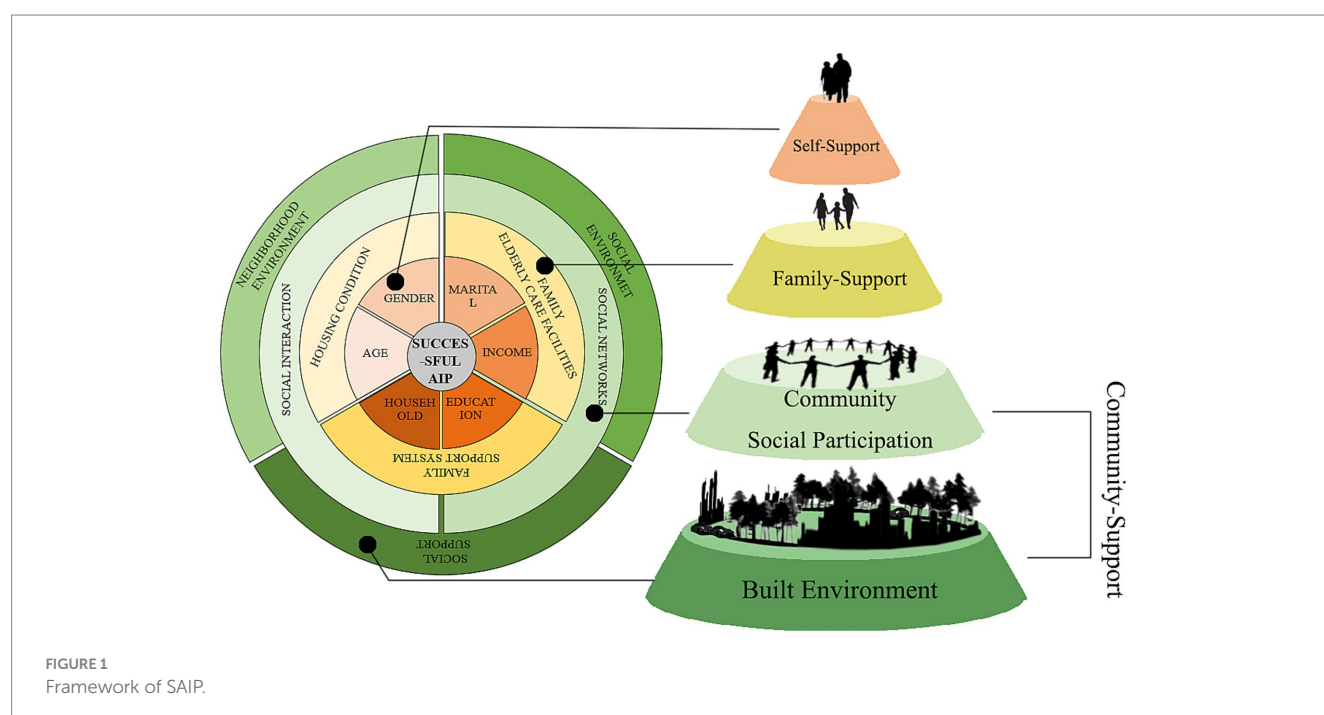 NEIGHBORHOOD
ENVIRONMENT
SOCIAL
ENVIRONMET
SOCIAL INTERACTION
SOCIAL NETWORKS
HOUSING CONDITION
FAMILY
ELDERLY CARE FACILITIES
GENDER
MARITA
L
AGE
SUCCES
-SFUL
AIP
INCOME
HOUSEH
OLD
EDUCAT
ION
FAMILY
SUPPORT SYSTEM
SOCIAL
SUPPORT
Self-Support
Family-Support
Community
Social Participation
Built Environment
Community-Support
FIGURE 1
Framework of SAIP.